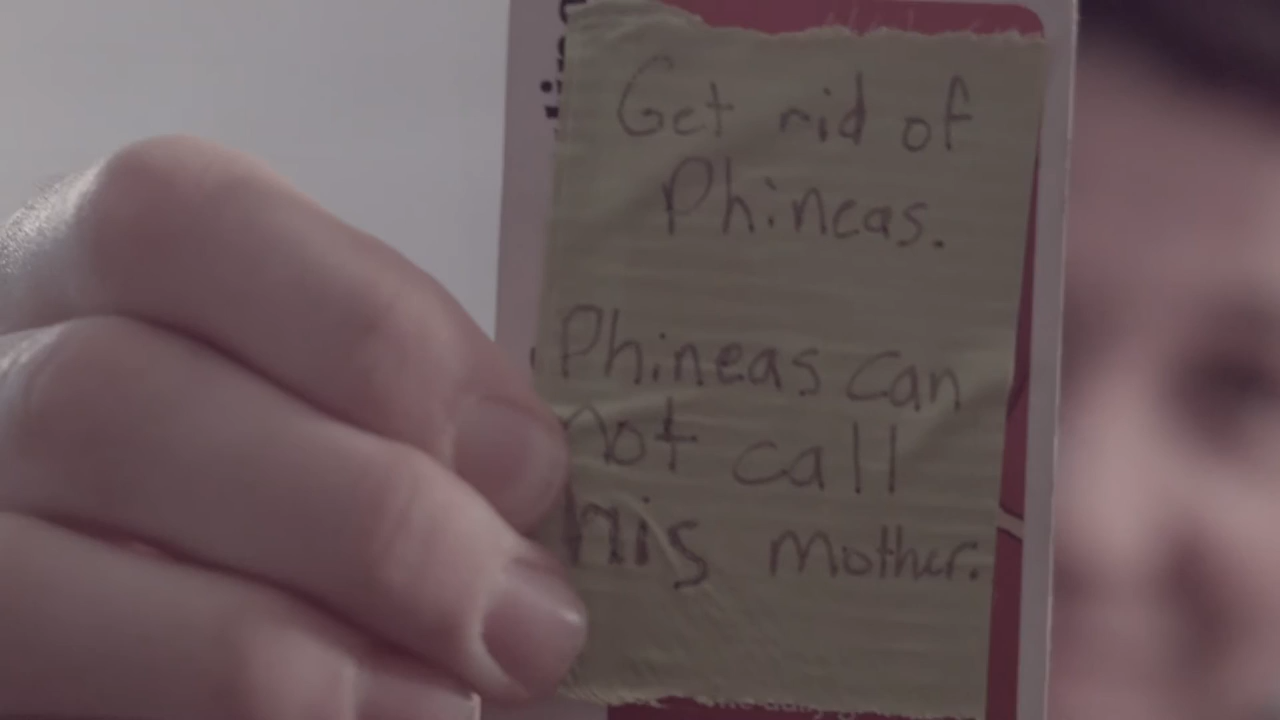 Get rid of
Phineas.
Phineas can
not call
his mother.